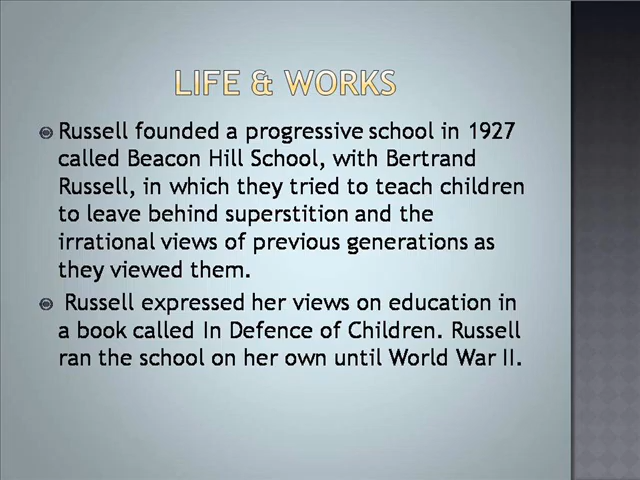 LIFE & WORKS
Russell founded a progressive school in 1927
called Beacon Hill School, with Bertrand
Russell, in which they tried to teach children
to leave behind superstition and the
irrational views of previous generations as
they viewed them.
Russell expressed her views on education in
a book called In Defence of Children. Russell
ran the school on her own until World War II.